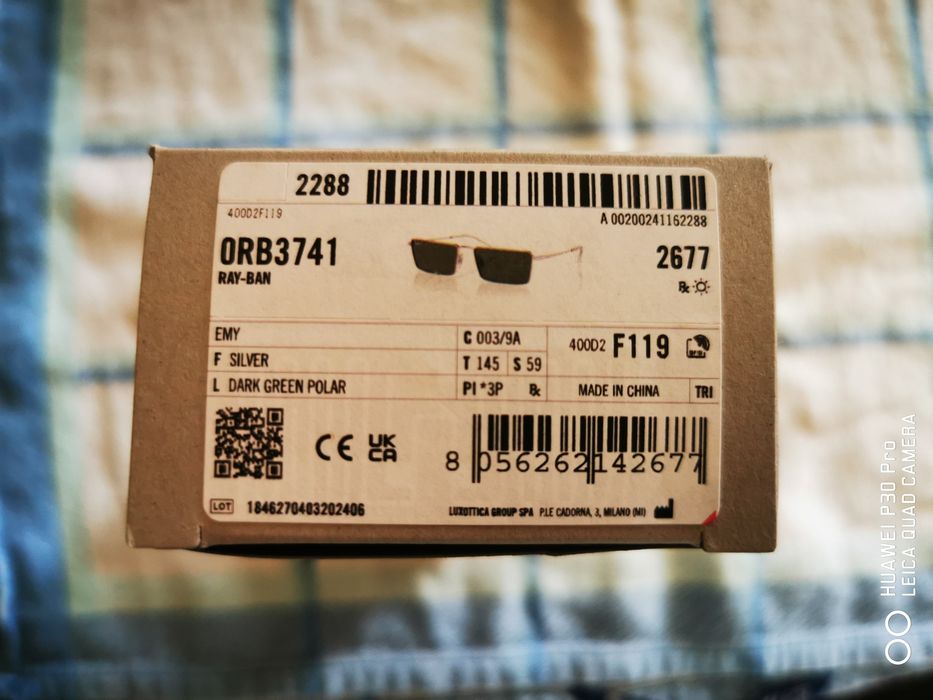 2288
400D2F119
A 00200241162288
0RB3741
2677
RAY-BAN
EMY
C 003/9A
400D2 F119
F SILVER
T 145 S 59
L DARK GREEN POLAR
PI *3P
MADE IN CHINA
TRI
CE
UK
CA
8 056262 142677
LOT 1846270403202406
LUXOTTICA GROUP SPA P.LE CADORNA, 3, MILANO (MI)
HUAWEI P30 Pro
LEICA QUAD CAMERA